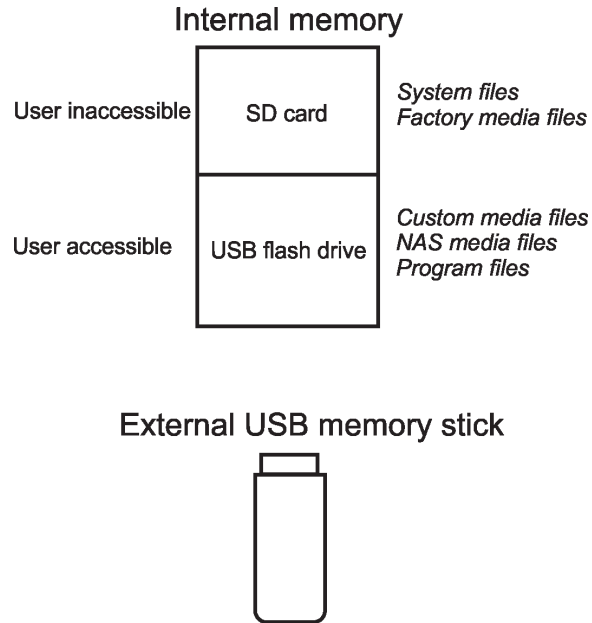 Internal memory
User inaccessible
SD card
System files
Factory media files
User accessible
USB flash drive
Custom media files
NAS media files
Program files
External USB memory stick